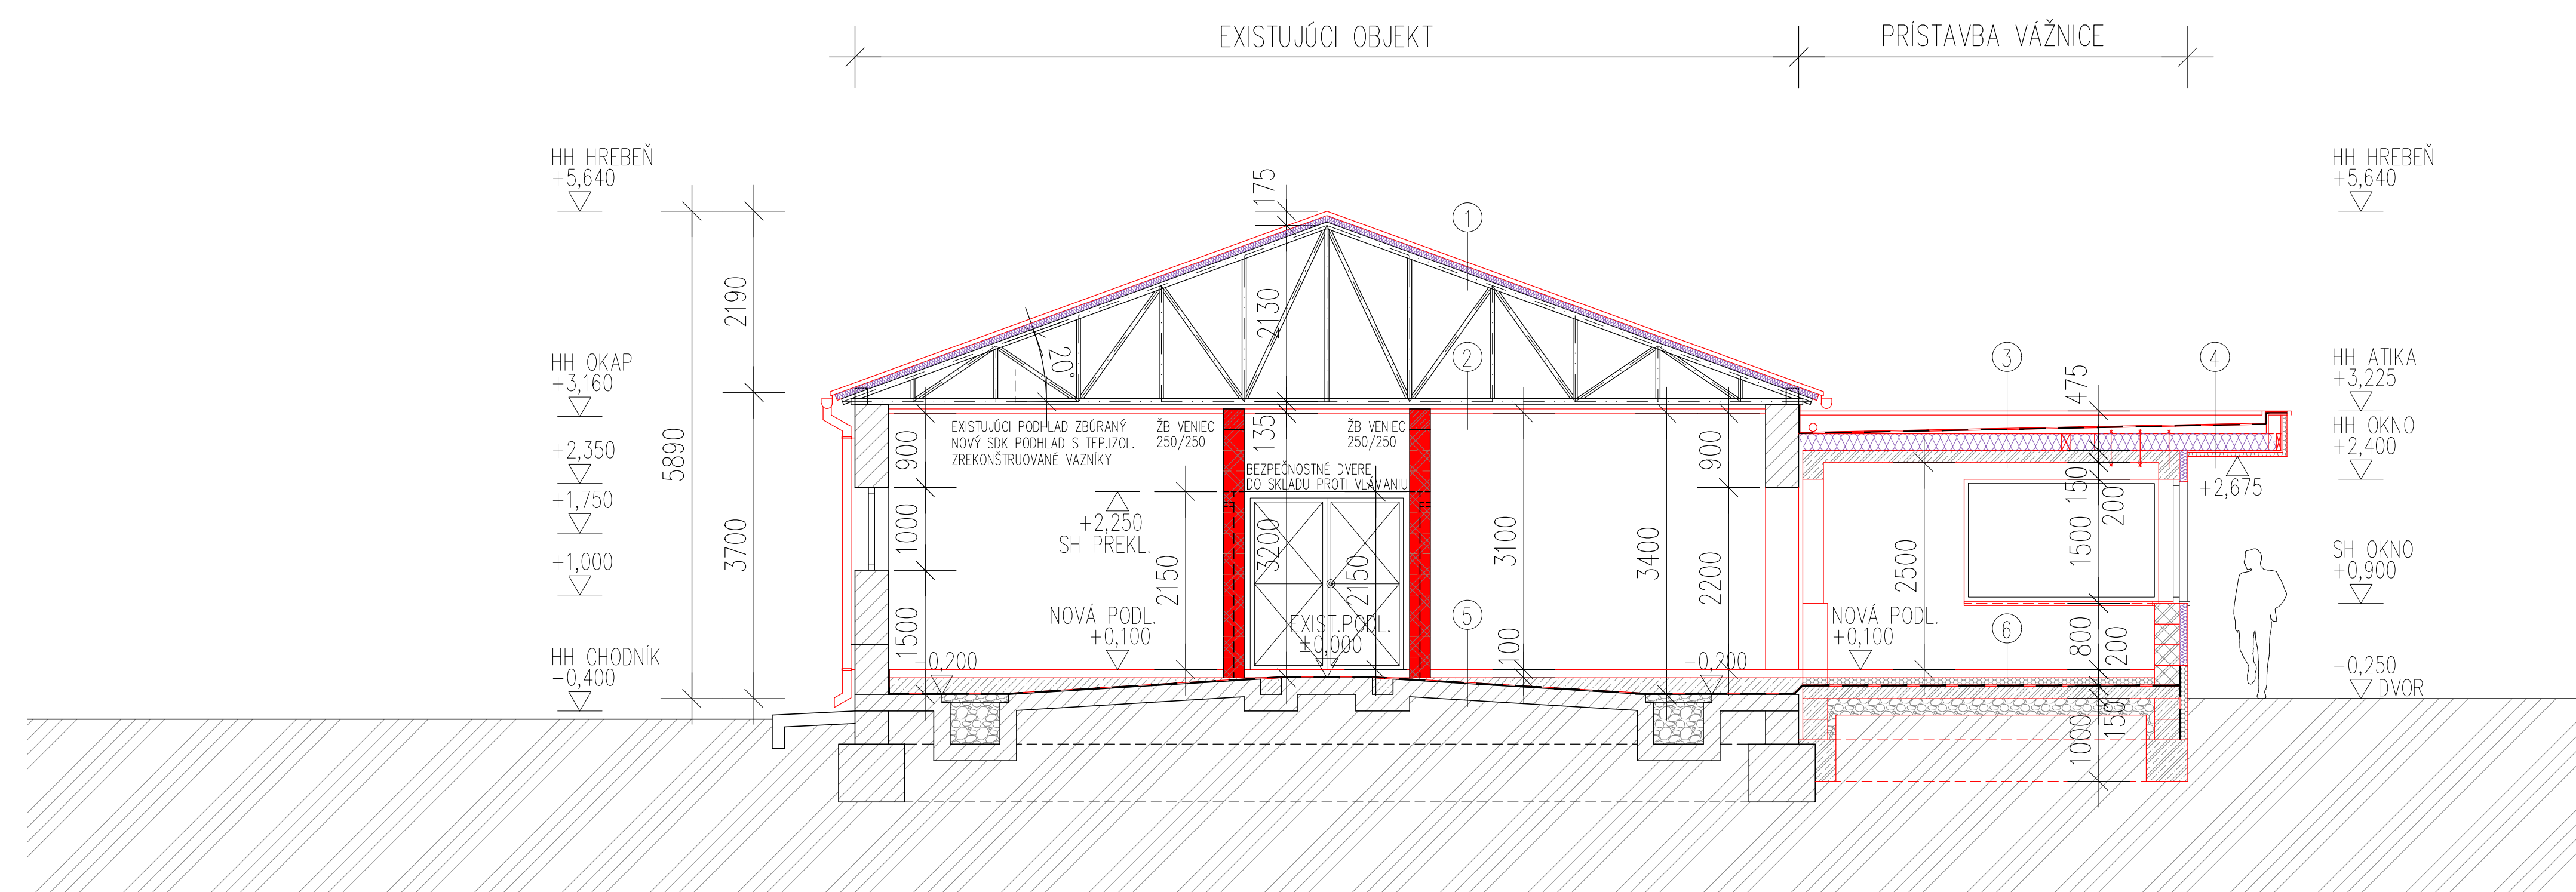 EXISTUJÚCI OBJEKT
PRÍSTAVBA VÁŽNICE
HH HREBEŇ
+5,640
HH OKAP
+3,160
+2,350
+1,750
+1,000
HH CHODNÍK
-0,400
5890
2190
3700
175
2130
20°
1
2
3
4
5
6
EXISTUJÚCI PODHLAD ZBÚRANÝ
NOVÝ SDK PODHLAD S TEP.IZOL.
ZREKONŠTRUOVANÉ VAZNÍKY
ŽB VENIEC
250/250
135
ŽB VENIEC
250/250
BEZPEČNOSTNÉ DVERE
DO SKLADU PROTI VLÁMANIU
900
1000
1500
+2,250
SH PREKL.
2150
3200
2150
NOVÁ PODL.
+0,100
EXIST.PODL.
±0,000
-0,200
3100
100
3400
900
2200
-0,200
NOVÁ PODL.
+0,100
2500
475
150
200
1500
800
200
150
1000
+2,675
HH HREBEŇ
+5,640
HH ATIKA
+3,225
HH OKNO
+2,400
SH OKNO
+0,900
-0,250
DVOR